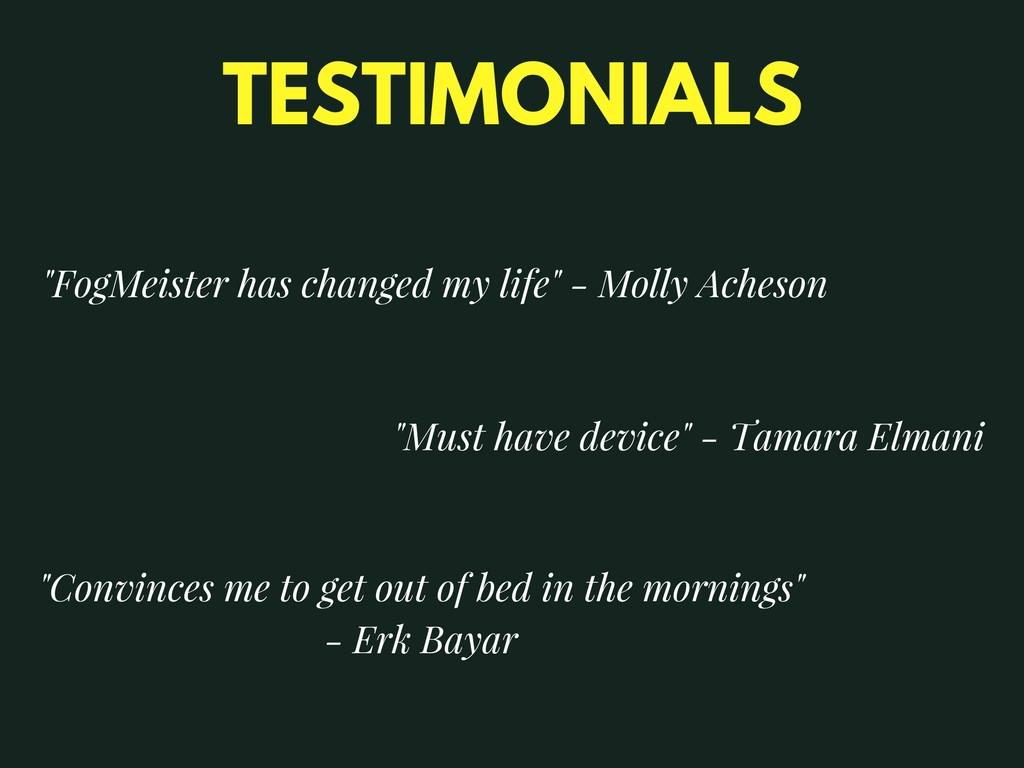 TESTIMONIALS
"FogMeister has changed my life" - Molly Acheson
"Must have device" - Tamara Elmani
"Convinces me to get out of bed in the mornings"
- Erk Bayar